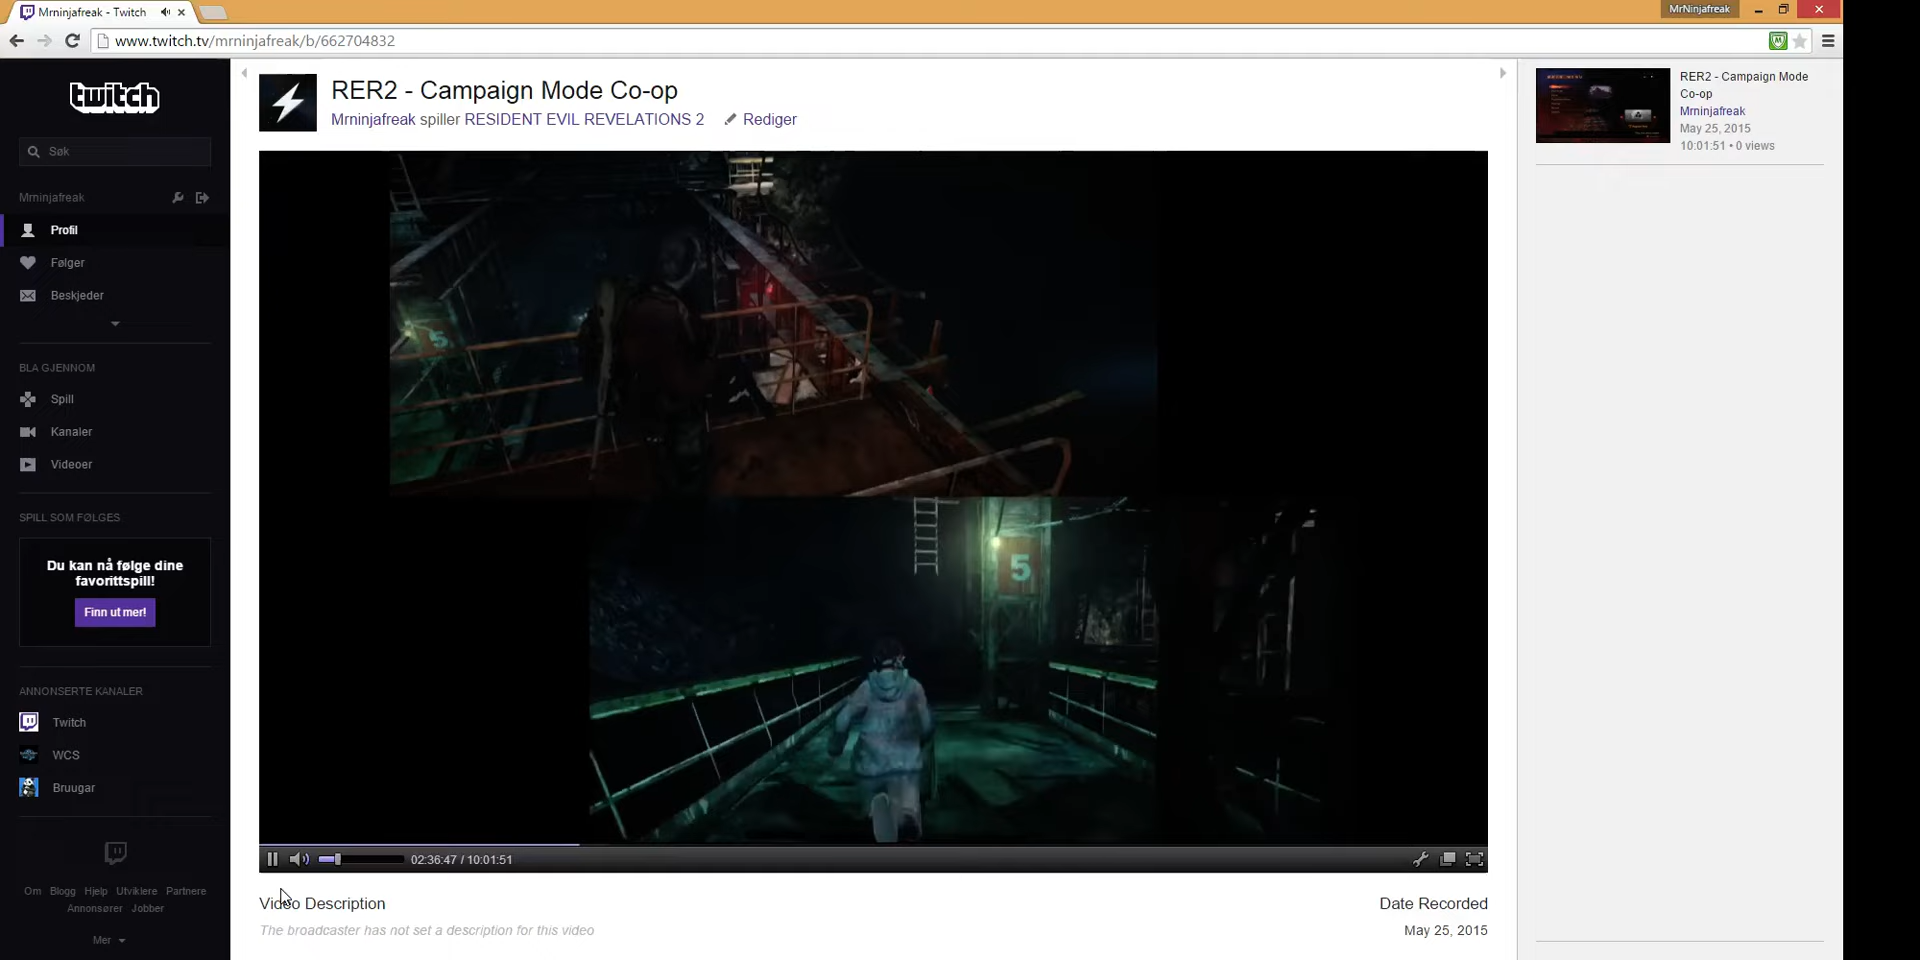 Mrninjafreak - Twitch
MrNinjafreak
www.twitch.tv/mrninjafreak/b/662704832
twitch
Søk
Mrninjafreak
Profil
Følger
Beskjeder
BLA GJENNOM
Spill
Kanaler
Videoer
SPILL SOM FØLGES
Du kan nå følge dine
favorittspill!
Finn ut mer!
ANNONSERTE KANALER
Twitch
WCS
Bruugar
Om Blogg Hjelp Utviklere Partnere
Annonsører Jobber
Mer
RER2 - Campaign Mode Co-op
Mrninjafreak spiller RESIDENT EVIL REVELATIONS 2 Rediger
5
5
02:36:47 / 10:01:51
Video Description
The broadcaster has not set a description for this video
Date Recorded
May 25, 2015
RER2 - Campaign Mode
Co-op
Mrninjafreak
May 25, 2015
10:01:51 • 0 views